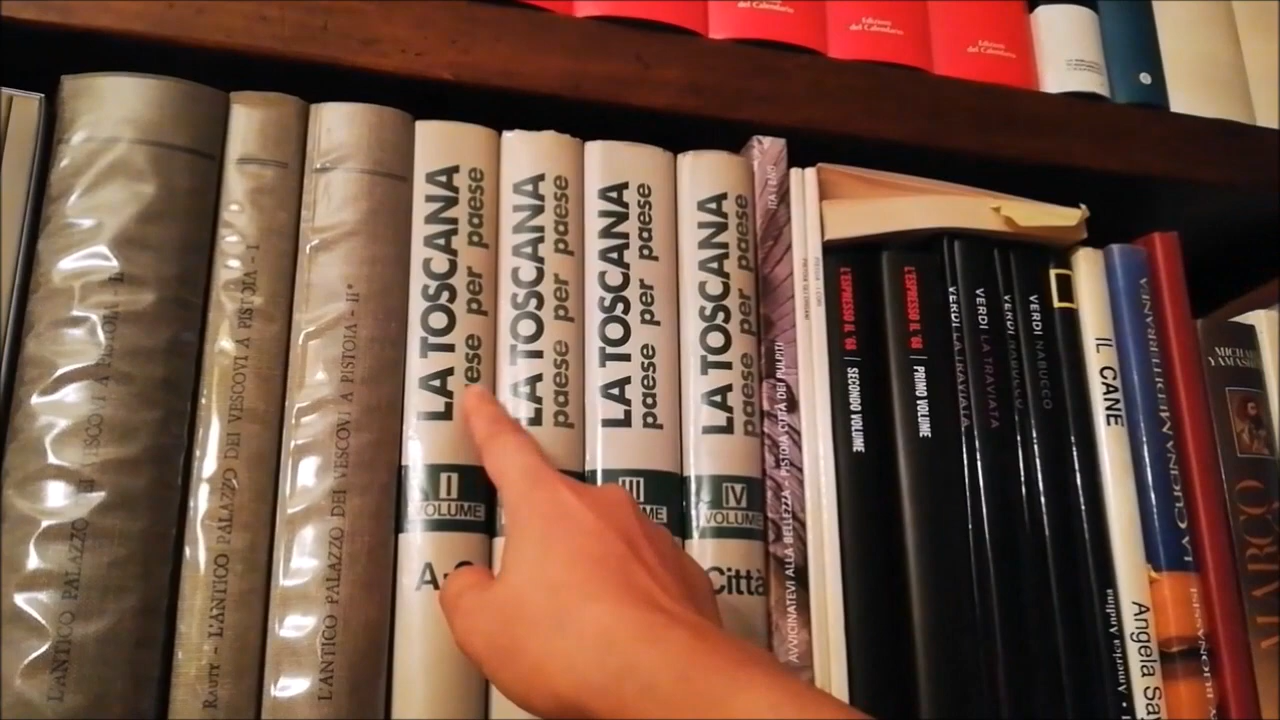 Edizioni
del Calendario
Edizioni
del Calendario
Edizioni
del Calendario
L'ANTICO PALAZZO DEI VESCOVI A PISTOIA
RAUTY – L'ANTICO PALAZZO DEI VESCOVI A PISTOIA – I
L'ANTICO PALAZZO DEI VESCOVI A PISTOIA – II*
LA TOSCANA
paese per paese
I
VOLUME
LA TOSCANA
paese per paese
LA TOSCANA
paese per paese
III
LA TOSCANA
paese per paese
IV
VOLUME
Città
AVVICINATEVI ALLA BELLEZZA - PISTOIA CITTÀ DEI PULPITI
L'ESPRESSO IL '68 | SECONDO VOLUME
L'ESPRESSO IL '68 | PRIMO VOLUME
VERDI LA TRAVIATA
VERDI LA TRAVIATA
VERDI NABUCCO
VERDI NABUCCO
America Andina
IL CANE
Angela
LA CUCINA MEDITERRANEA
MICHAEL
YAMASHITA
MARCO